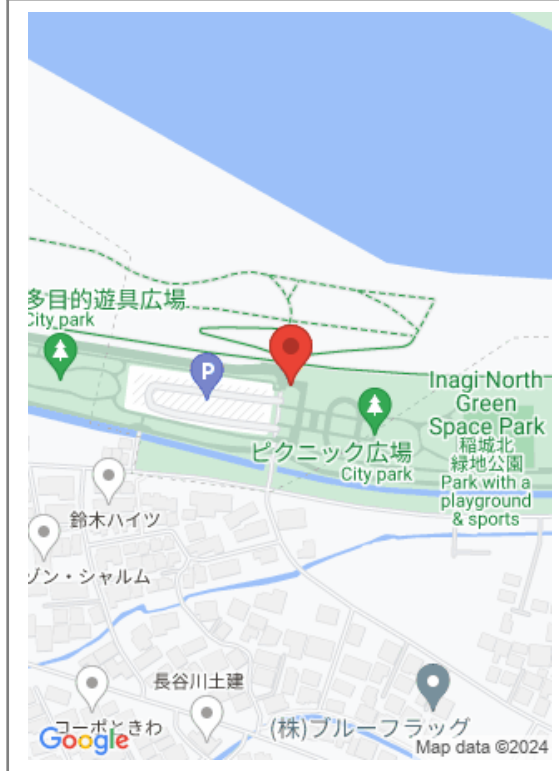 多目的遊具広場
City park
P
Inagi North
Green
Space Park
稲城北
緑地公園
Park with a
playground
& sports
ピクニック広場
City park
鈴木ハイツ
ゾン・シャルム
長谷川土建
コーポときわ
(株)ブルーフラッグ
Google
Map data ©2024